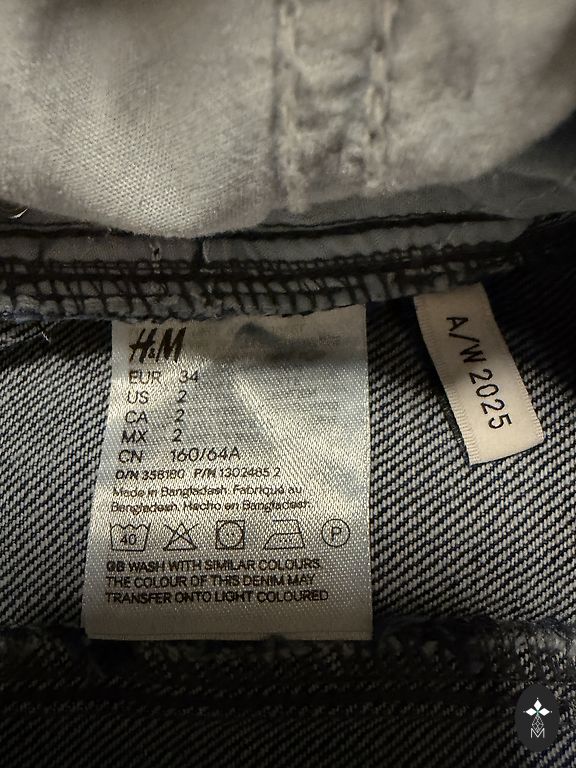 H&M
EUR 34
US 2
CA 2
MX 2
CN 160/64A
O/N 358180 P/N 1302485 2
Made in Bangladash. Fabriqué au
Bangladesh. Hecho en Bangladesh.
40 P
GB WASH WITH SIMILAR COLOURS.
THE COLOUR OF THIS DENIM MAY
TRANSFER ONTO LIGHT COLOURED
A/W 2025
M